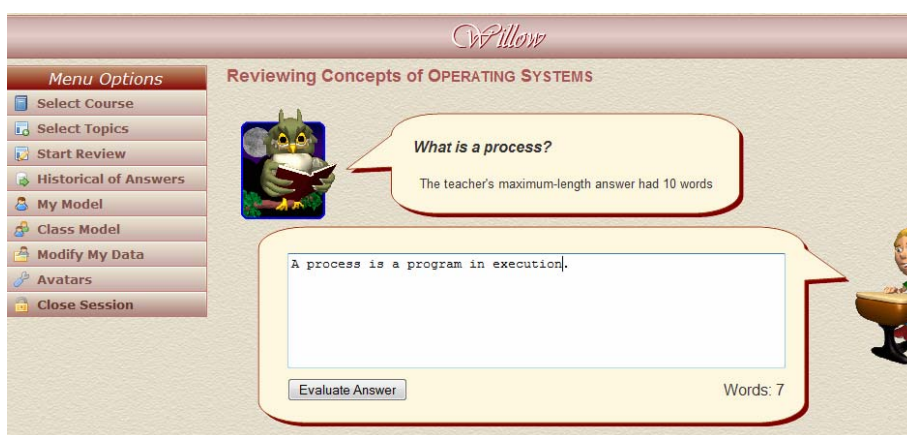 Willow
Menu Options
Select Course
Select Topics
Start Review
Historical of Answers
My Model
Class Model
Modify My Data
Avatars
Close Session
Reviewing Concepts of OPERATING SYSTEMS
What is a process?
The teacher's maximum-length answer had 10 words
A process is a program in execution.
Evaluate Answer
Words: 7